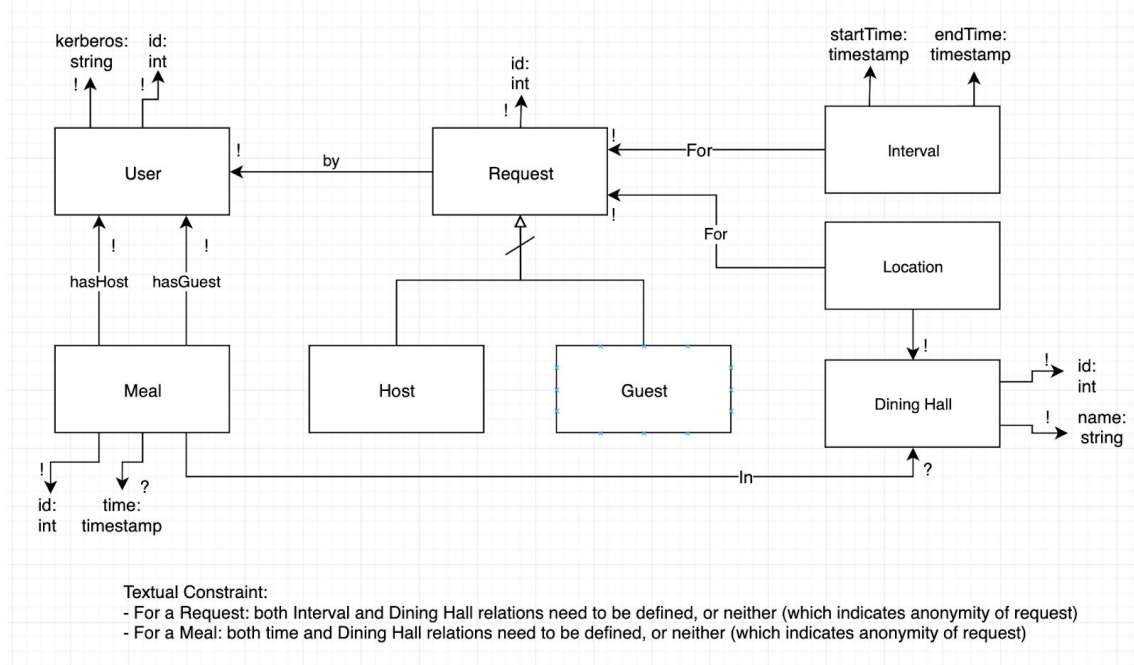 kerberos:
string
id:
int
id:
int
startTime:
timestamp
endTime:
timestamp
!
!
!
User
!
by
Request
!
For
Interval
!
!
!
hasHost
hasGuest
For
Location
Meal
Host
Guest
!
Dining Hall
!
id:
int
!
name:
string
!
?
In
?
id:
int
time:
timestamp
Textual Constraint:
- For a Request: both Interval and Dining Hall relations need to be defined, or neither (which indicates anonymity of request)
- For a Meal: both time and Dining Hall relations need to be defined, or neither (which indicates anonymity of request)